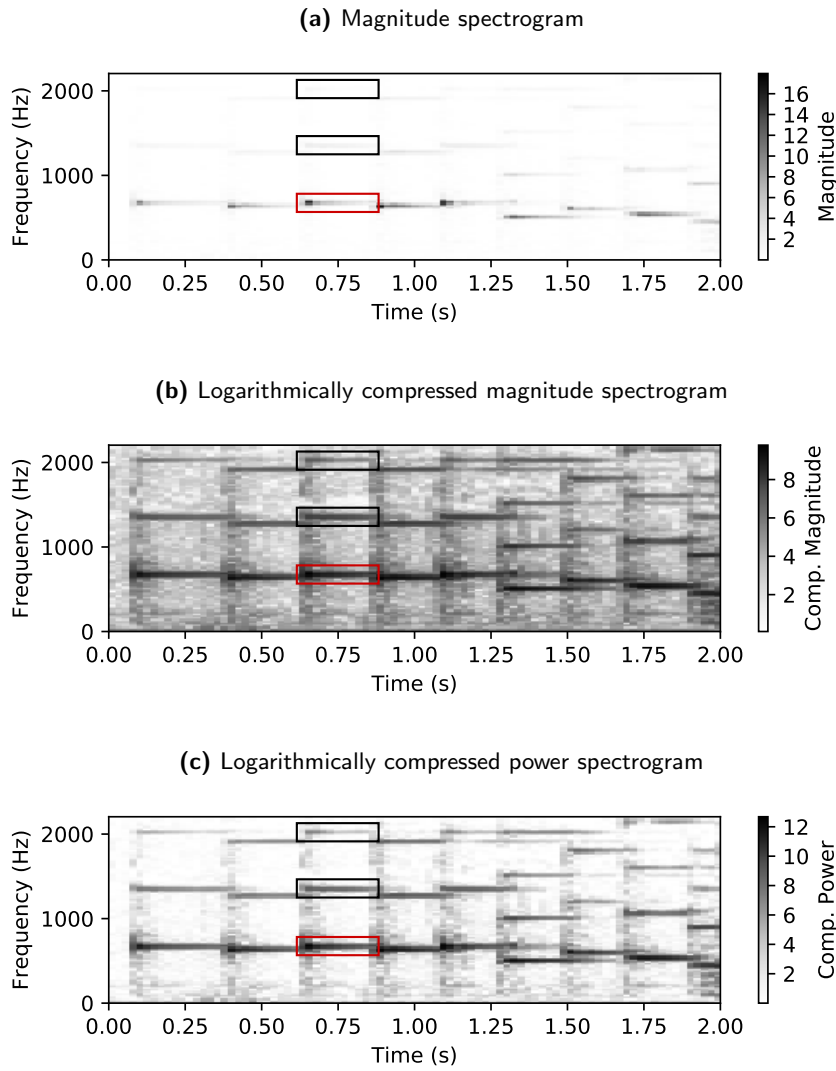 (a) Magnitude spectrogram
Frequency (Hz)
2000
1000
0
0.00 0.25 0.50 0.75 1.00 1.25 1.50 1.75 2.00
Time (s)
16
14
12
10
8
6
4
2
Magnitude
(b) Logarithmically compressed magnitude spectrogram
Frequency (Hz)
2000
1000
0
0.00 0.25 0.50 0.75 1.00 1.25 1.50 1.75 2.00
Time (s)
8
6
4
2
Comp. Magnitude
(c) Logarithmically compressed power spectrogram
Frequency (Hz)
2000
1000
0
0.00 0.25 0.50 0.75 1.00 1.25 1.50 1.75 2.00
Time (s)
12
10
8
6
4
2
Comp. Power